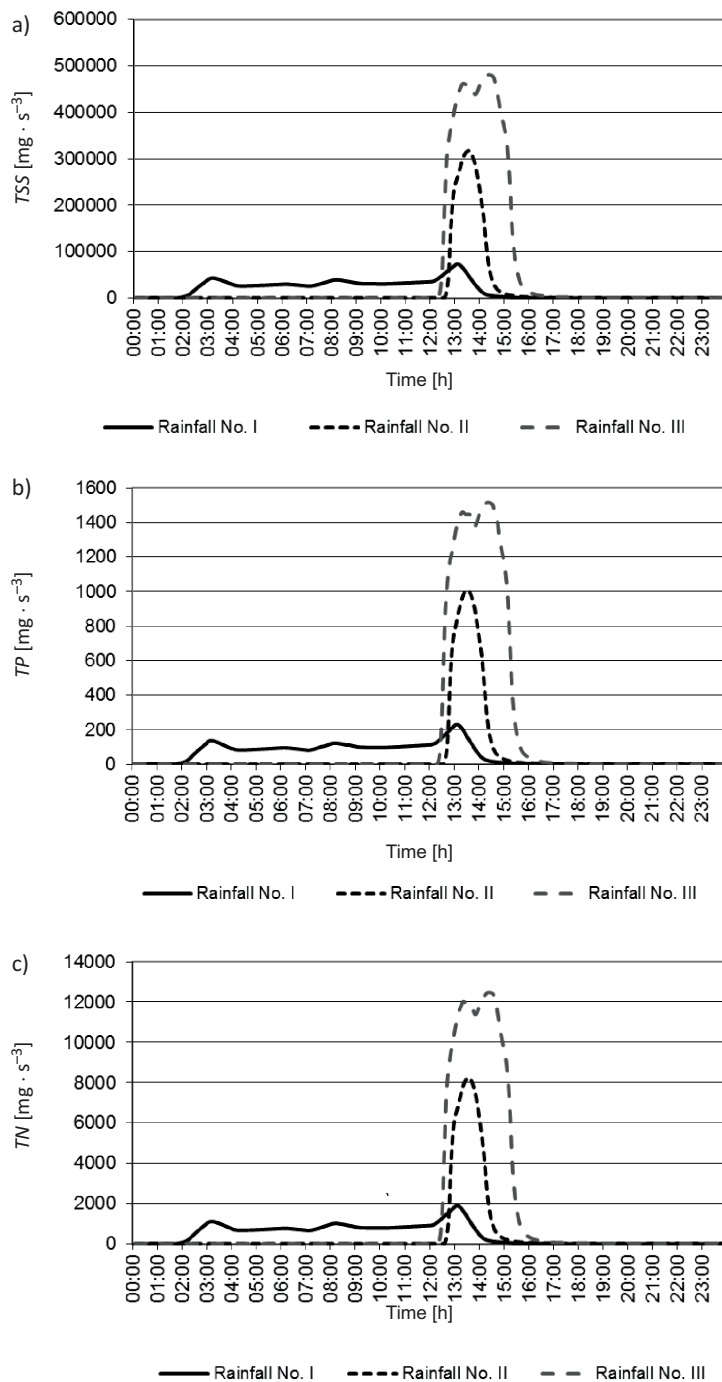 a)
600000
500000
400000
300000
200000
100000
0
TSS [mg · s⁻³]
00:00 01:00 02:00 03:00 04:00 05:00 06:00 07:00 08:00 09:00 10:00 11:00 12:00 13:00 14:00 15:00 16:00 17:00 18:00 19:00 20:00 21:00 22:00 23:00
Time [h]
Rainfall No. I Rainfall No. II Rainfall No. III
b)
1600
1400
1200
1000
800
600
400
200
0
TP [mg · s⁻³]
00:00 01:00 02:00 03:00 04:00 05:00 06:00 07:00 08:00 09:00 10:00 11:00 12:00 13:00 14:00 15:00 16:00 17:00 18:00 19:00 20:00 21:00 22:00 23:00
Time [h]
Rainfall No. I Rainfall No. II Rainfall No. III
c)
14000
12000
10000
8000
6000
4000
2000
0
TN [mg · s⁻³]
00:00 01:00 02:00 03:00 04:00 05:00 06:00 07:00 08:00 09:00 10:00 11:00 12:00 13:00 14:00 15:00 16:00 17:00 18:00 19:00 20:00 21:00 22:00 23:00
Time [h]
Rainfall No. I Rainfall No. II Rainfall No. III